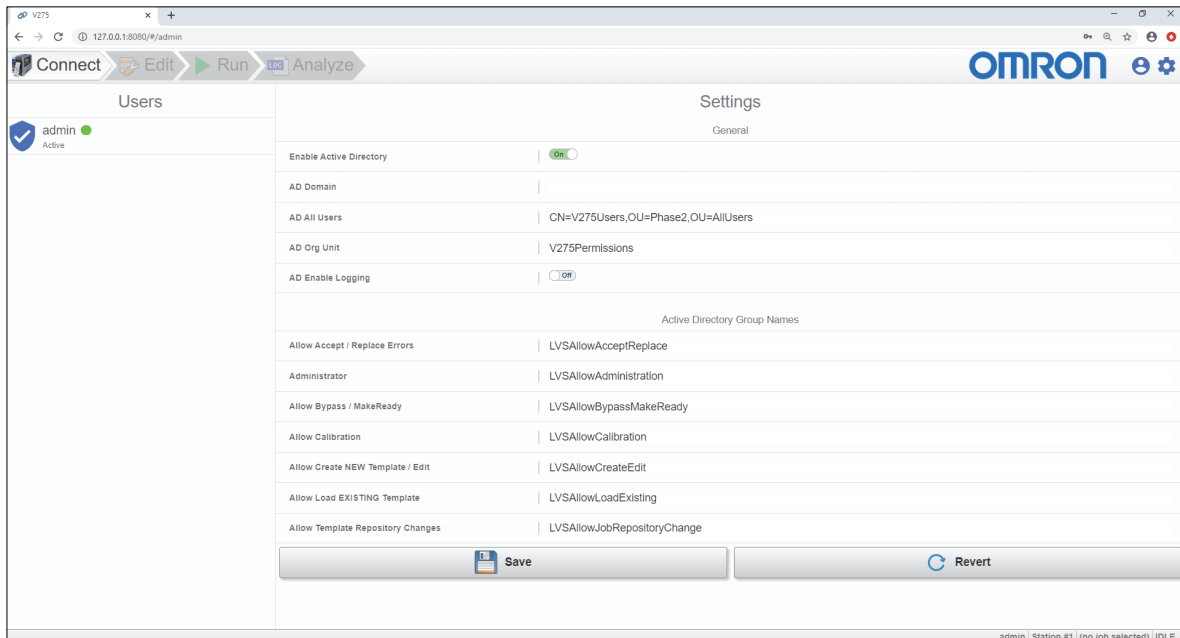 V275
127.0.0.1:8080/#/admin
Connect Edit Run LOG Analyze OMRON
Users
admin
Active
Settings
General
Enable Active Directory On
AD Domain
AD All Users CN=V275Users,OU=Phase2,OU=AllUsers
AD Org Unit V275Permissions
AD Enable Logging Off
Active Directory Group Names
Allow Accept / Replace Errors LVSAllowAcceptReplace
Administrator LVSAllowAdministration
Allow Bypass / MakeReady LVSAllowBypassMakeReady
Allow Calibration LVSAllowCalibration
Allow Create NEW Template / Edit LVSAllowCreateEdit
Allow Load EXISTING Template LVSAllowLoadExisting
Allow Template Repository Changes LVSAllowJobRepositoryChange
Save Revert
admin Station #1 (no job selected) IDLE